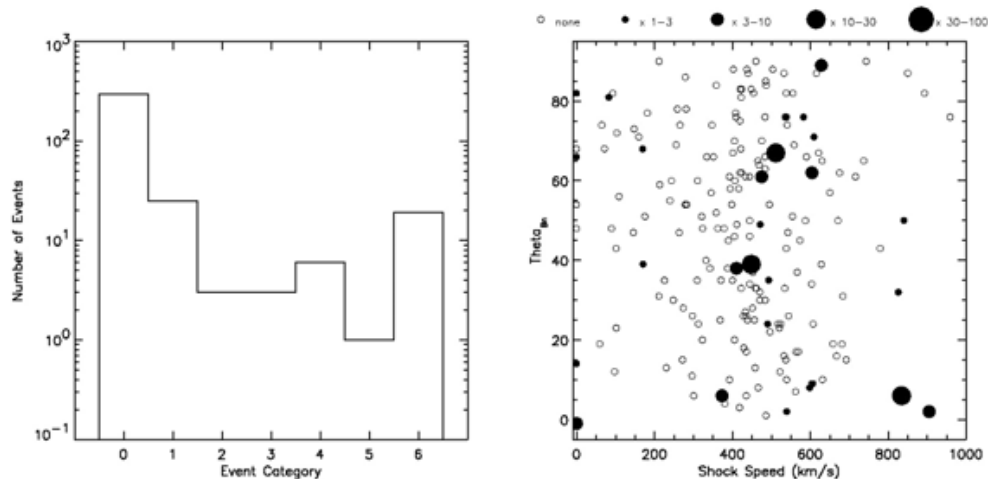 none × 1-3 × 3-10 × 10-30 × 30-100
10³
10²
10¹
10⁰
10⁻¹
Number of Events
0 1 2 3 4 5 6
Event Category
100
80
60
40
20
0
Theta
0 200 400 600 800 1000
Shock Speed (km/s)